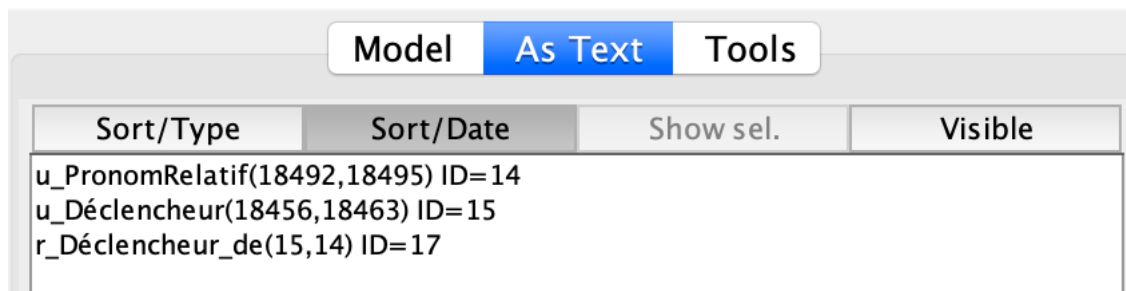 Model As Text Tools
Sort/Type Sort/Date Show sel. Visible
u_PronomRelatif(18492,18495) ID=14
u_Déclencheur(18456,18463) ID=15
r_Déclencheur_de(15,14) ID=17